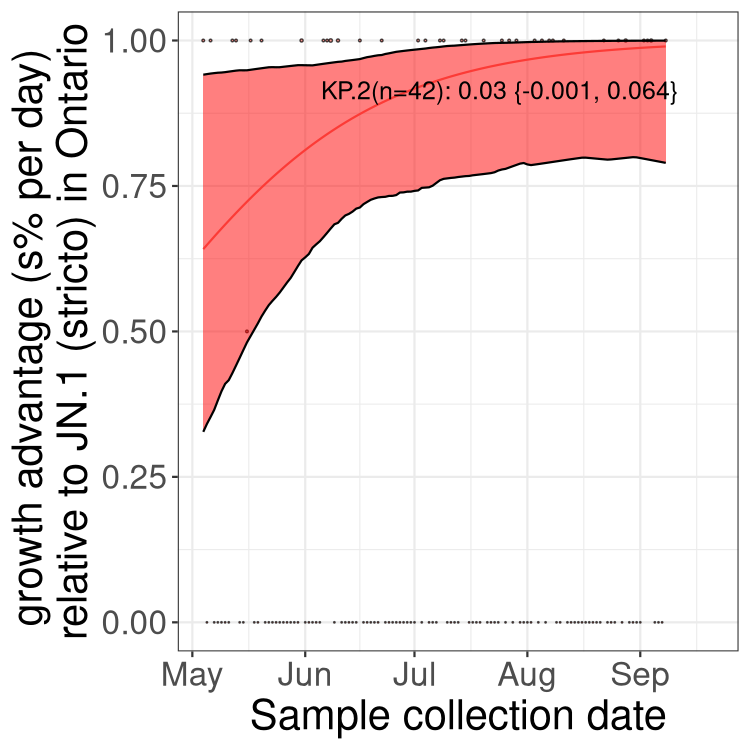 growth advantage (s% per day)
relative to JN.1 (stricto) in Ontario
1.00
0.75
0.50
0.25
0.00
KP.2(n=42): 0.03 {-0.001, 0.064}
May Jun Jul Aug Sep
Sample collection date